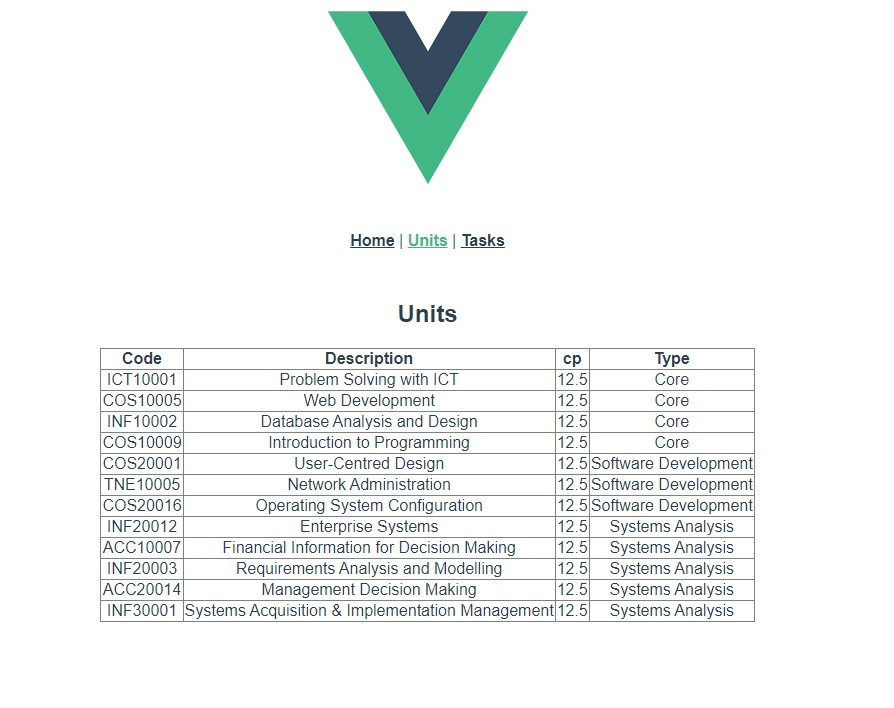 Home | Units | Tasks
Units
Code Description cp Type
ICT10001 Problem Solving with ICT 12.5 Core
COS10005 Web Development 12.5 Core
INF10002 Database Analysis and Design 12.5 Core
COS10009 Introduction to Programming 12.5 Core
COS20001 User-Centred Design 12.5 Software Development
TNE10005 Network Administration 12.5 Software Development
COS20016 Operating System Configuration 12.5 Software Development
INF20012 Enterprise Systems 12.5 Systems Analysis
ACC10007 Financial Information for Decision Making 12.5 Systems Analysis
INF20003 Requirements Analysis and Modelling 12.5 Systems Analysis
ACC20014 Management Decision Making 12.5 Systems Analysis
INF30001 Systems Acquisition & Implementation Management 12.5 Systems Analysis